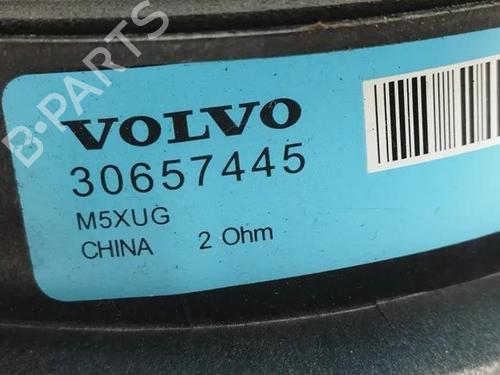 B-PARTS
VOLVO
30657445
M5XUG
CHINA 2 Ohm